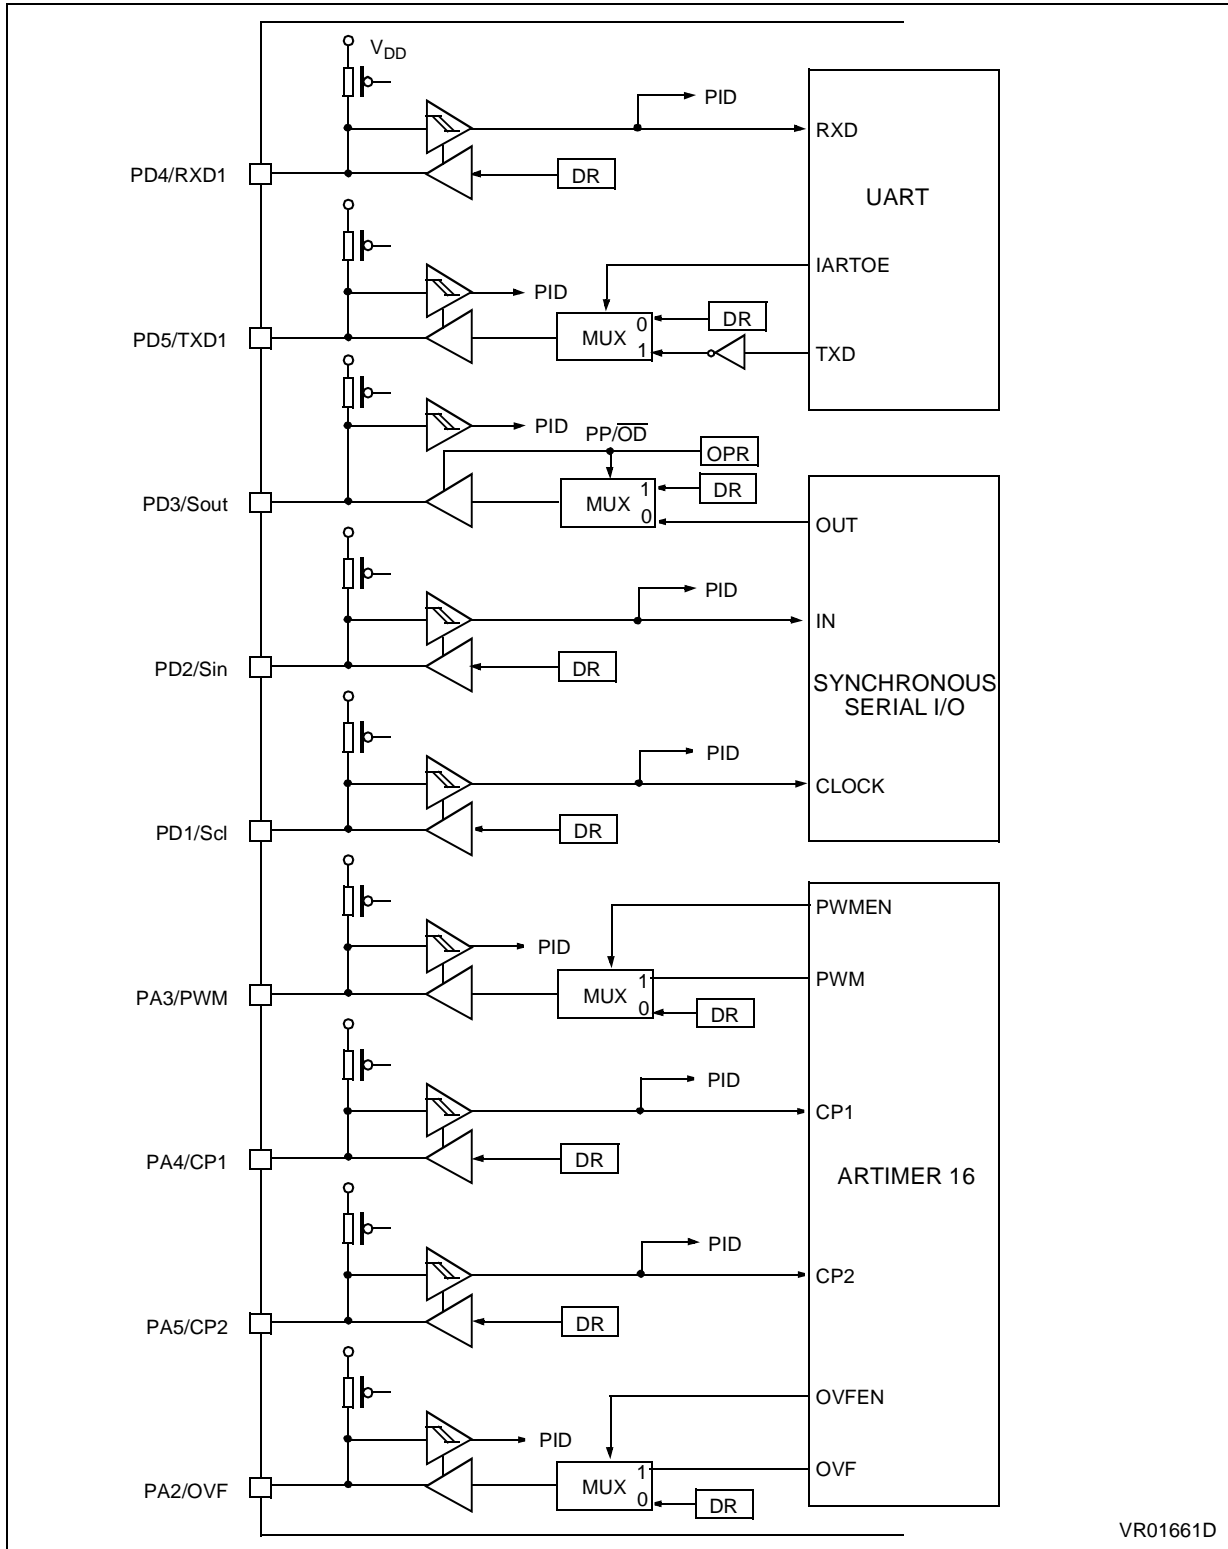 VDD
PID
RXD
PD4/RXD1
DR
UART
IARTOE
PID
DR
PD5/TXD1
MUX
0
1
TXD
PID
PP/OD
OPR
PD3/Sout
MUX
1
0
DR
OUT
PID
IN
PD2/Sin
DR
SYNCHRONOUS
SERIAL I/O
PID
CLOCK
PD1/Scl
DR
PWMEN
PID
PA3/PWM
MUX
1
0
PWM
DR
PID
CP1
PA4/CP1
DR
ARTIMER 16
PID
CP2
PA5/CP2
DR
OVFEN
PID
OVF
PA2/OVF
MUX
1
0
DR
VR01661D